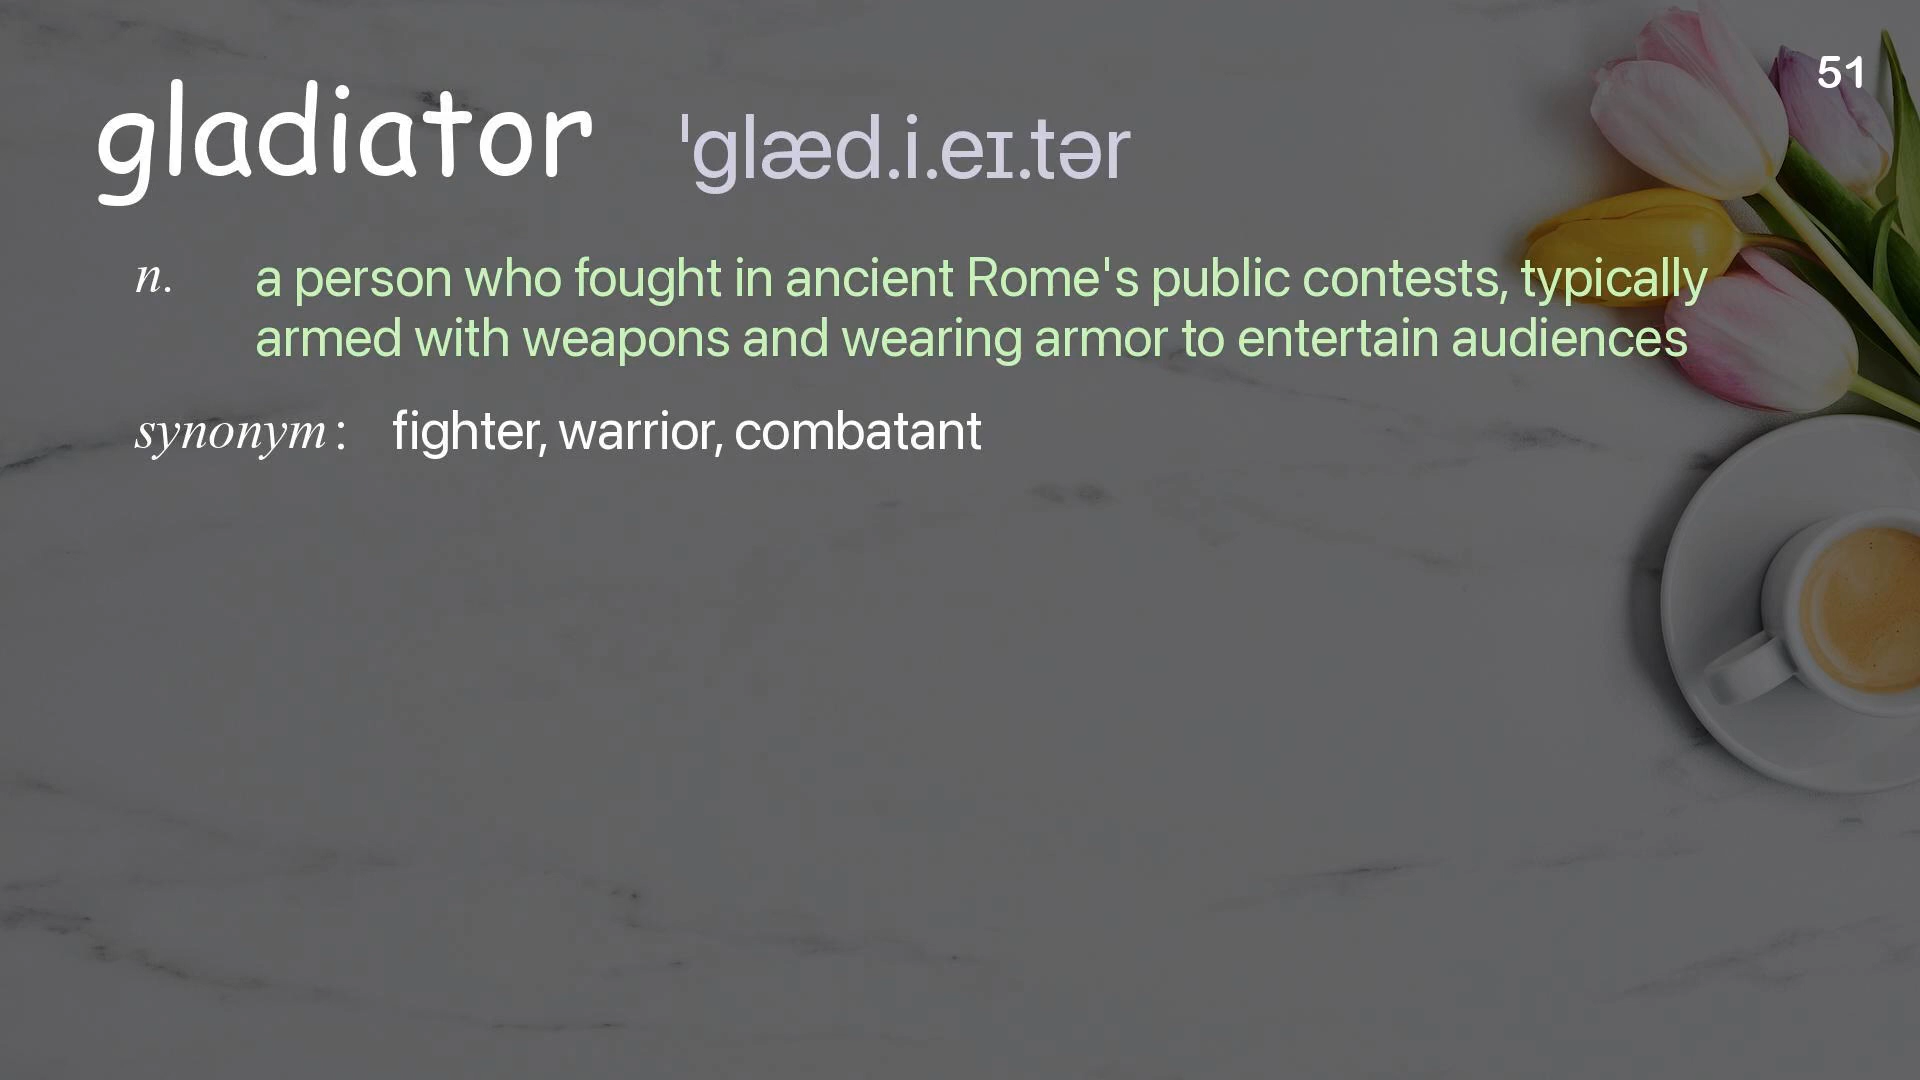 51
gladiator ˈglæd.i.eɪ.tər
n. a person who fought in ancient Rome's public contests, typically
armed with weapons and wearing armor to entertain audiences
synonym: fighter, warrior, combatant